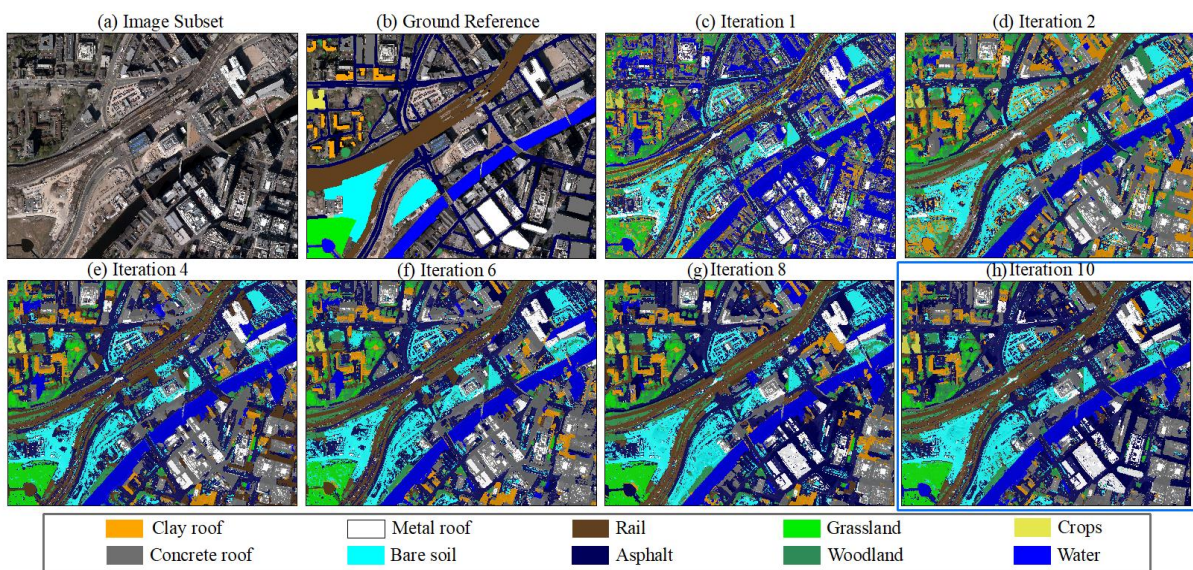 (a) Image Subset
(b) Ground Reference
(c) Iteration 1
(d) Iteration 2
(e) Iteration 4
(f) Iteration 6
(g) Iteration 8
(h) Iteration 10
Clay roof
Metal roof
Rail
Grassland
Crops
Concrete roof
Bare soil
Asphalt
Woodland
Water